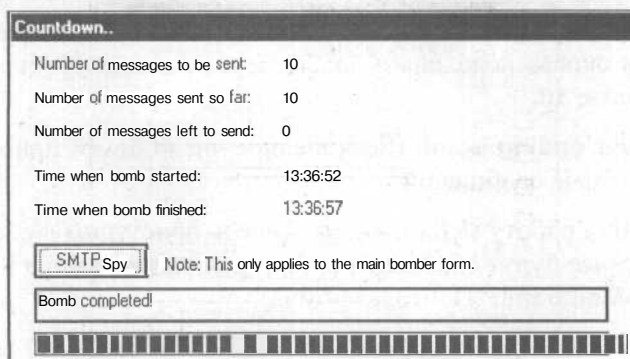 Countdown..
Number of messages to be sent: 10
Number of messages sent so far: 10
Number of messages left to send: 0
Time when bomb started: 13:36:52
Time when bomb finished: 13:36:57
SMTP Spy Note: This only applies to the main bomber form.
Bomb completed!